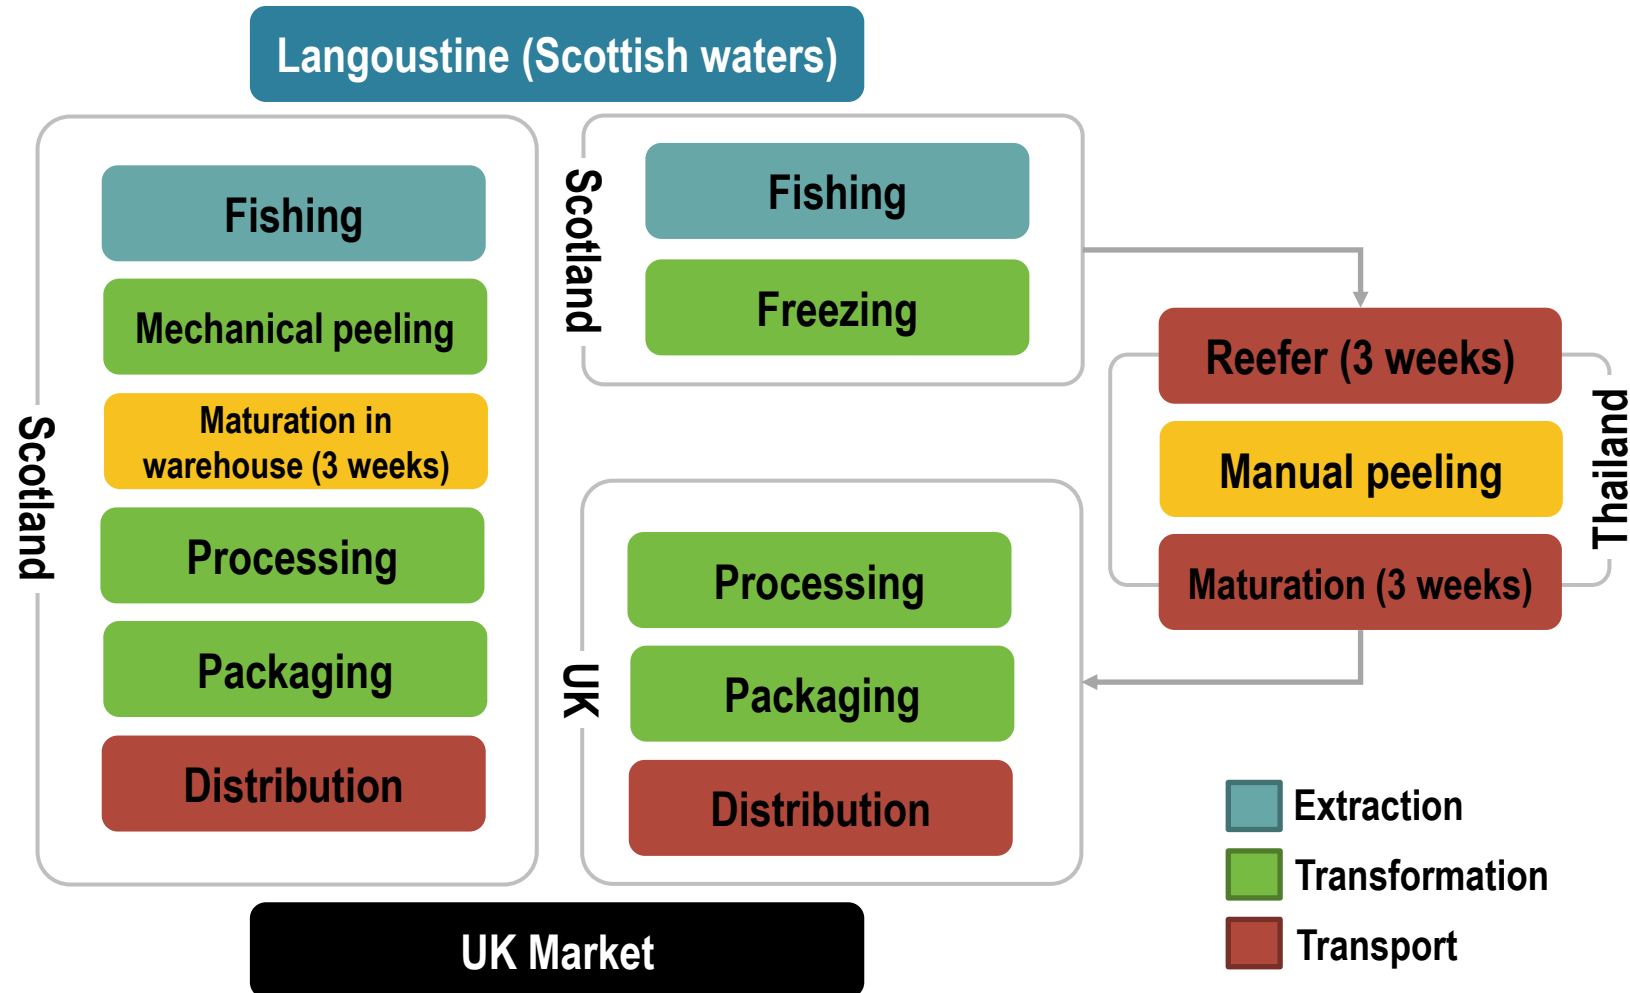 Langoustine (Scottish waters)
Scotland
Fishing
Mechanical peeling
Maturation in
warehouse (3 weeks)
Processing
Packaging
Distribution
Scotland
Fishing
Freezing
Reefer (3 weeks)
Manual peeling
Maturation (3 weeks)
Thailand
UK
Processing
Packaging
Distribution
UK Market
Extraction
Transformation
Transport